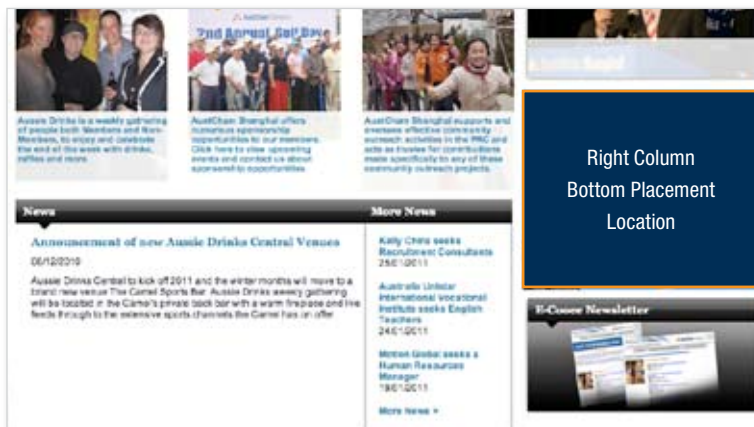 2nd Annual Golf Day
Aussie Drinks is a weekly gathering
of people both Members and Non-
Members, to enjoy and celebrate
the end of the week with drinks,
raffles and more
AustCham Shanghai offers
numerous sponsorship
opportunities to our members.
Click here to view upcoming
events and contact us about
sponsorship opportunities
AustCham Shanghai supports and
oversees effective community
outreach activities in the PRC and
acts as trustee for contributions
made specifically to any of these
community outreach projects.
Right Column
Bottom Placement
Location
News
Announcement of new Aussie Drinks Central Venues
06/12/2010
Aussie Drinks Central to kick off 2011 and the winter months will move to a
brand new venue The Camel Sports Bar. Aussie Drinks weekly gathering
will be located in the Camel's private back bar with a warm fireplace and live
feeds through to the extensive sports channels the Camel has on offer
More News
Kelly China seeks
Recruitment Consultants
25/01/2011
Australia Unistar
International Vocational
Institute seeks English
Teachers
24/01/2011
Motion Global seeks a
Human Resources
Manager
19/01/2011
More News »
E-Cooee Newsletter